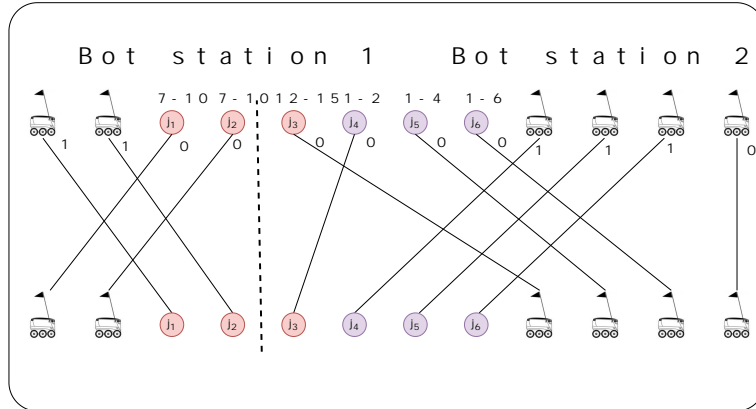 Bot station 1 Bot station 2
7-10 7-10 12-15 1-2 1-4 1-6
j1 j2 j3 j4 j5 j6
1 1 0 0 0 0 0 0 1 1 1 0
j1 j2 j3 j4 j5 j6